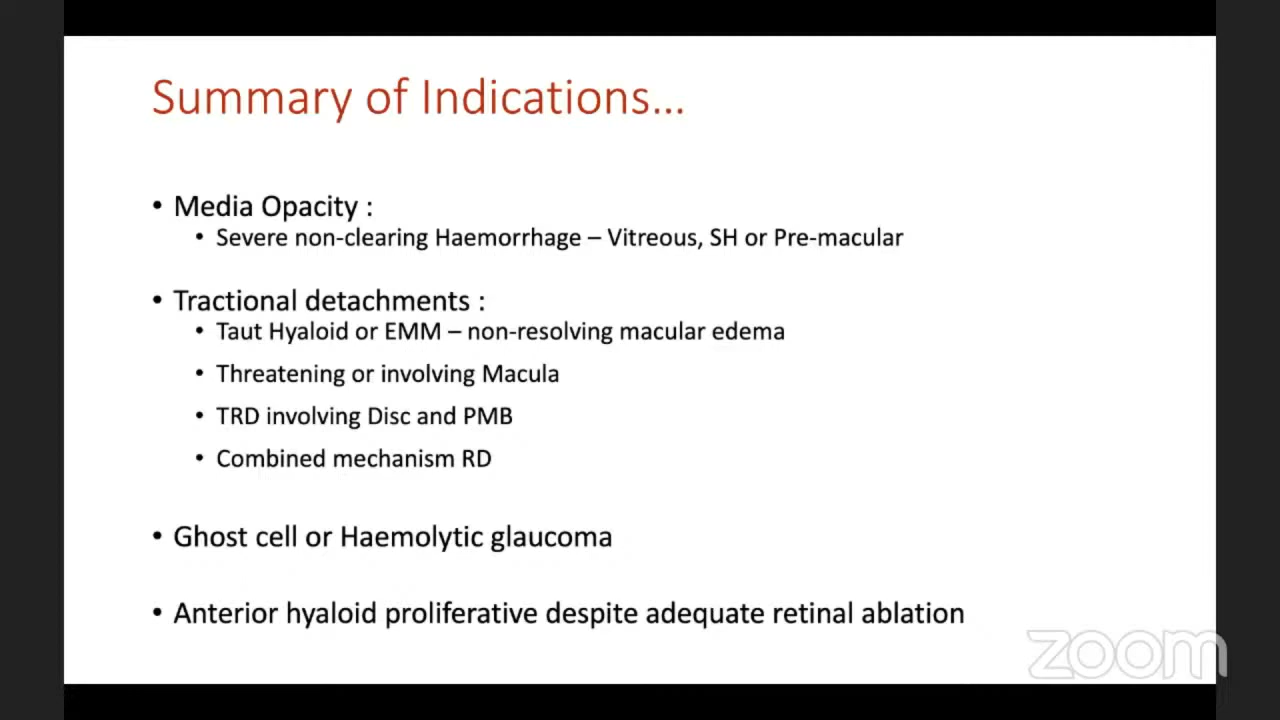 Summary of Indications...
• Media Opacity :
• Severe non-clearing Haemorrhage – Vitreous, SH or Pre-macular
• Tractional detachments :
• Taut Hyaloid or EMM – non-resolving macular edema
• Threatening or involving Macula
• TRD involving Disc and PMB
• Combined mechanism RD
• Ghost cell or Haemolytic glaucoma
• Anterior hyaloid proliferative despite adequate retinal ablation
zoom